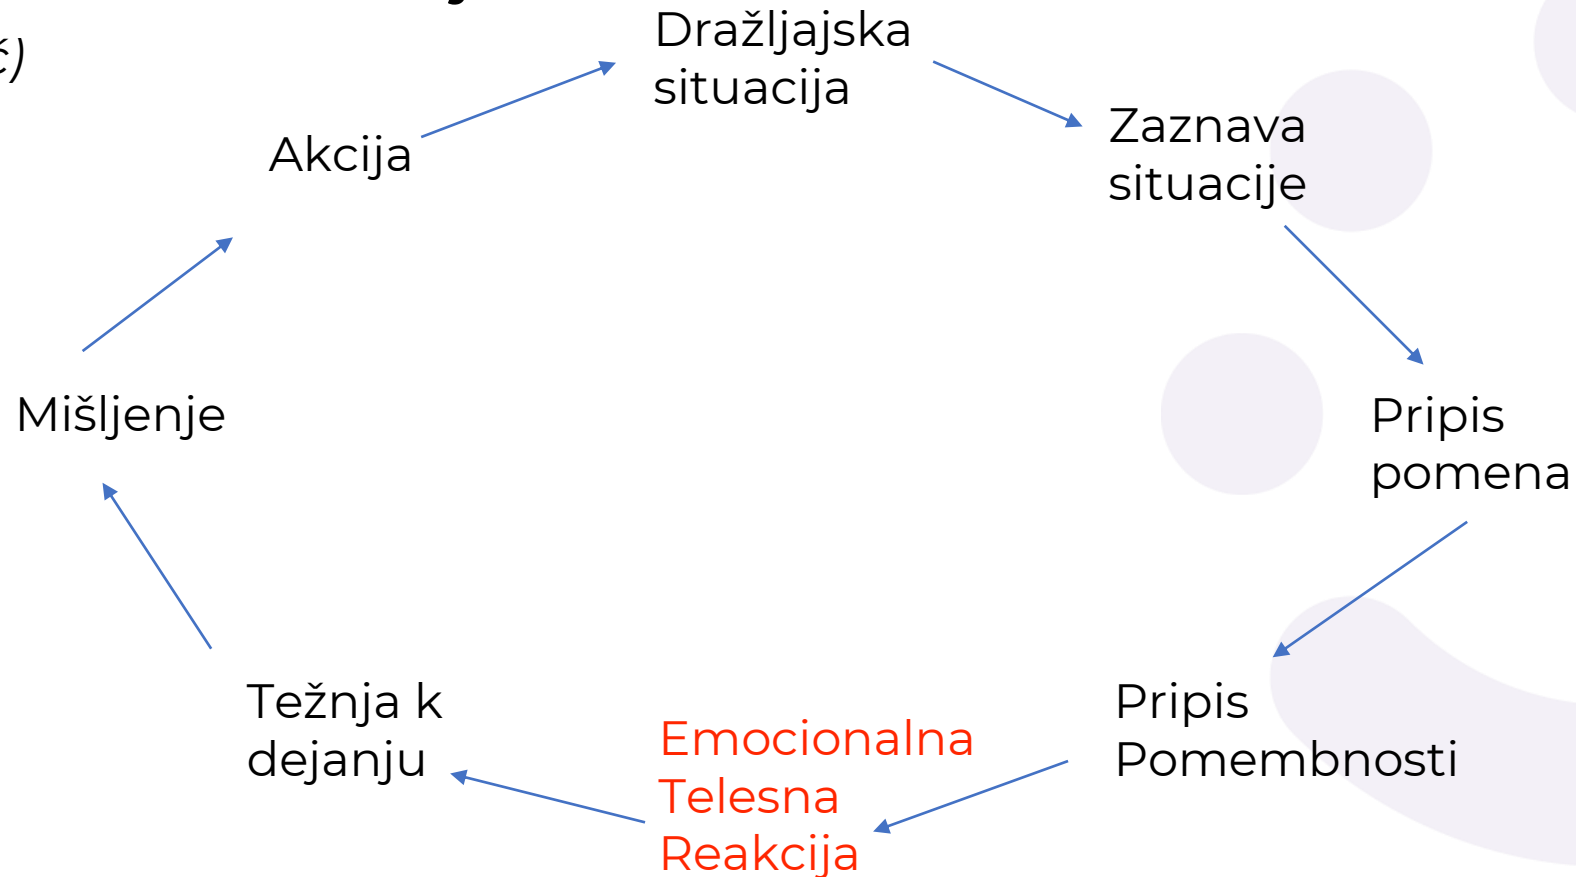 Dražljajska
situacija
Zaznava
situacije
Akcija
Mišljenje
Pripis
pomena
Težnja k
dejanju
Emocionalna
Telesna
Reakcija
Pripis
Pomembnosti